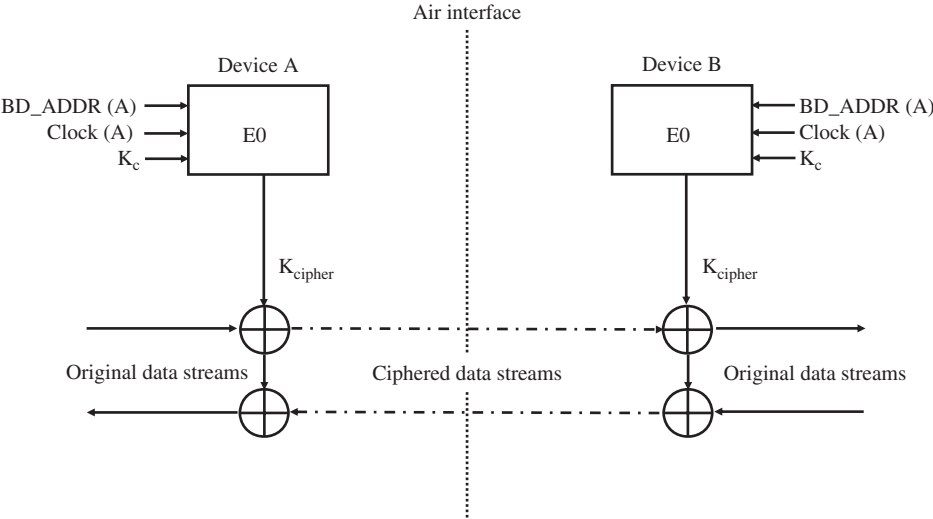 Air interface
Device A
Device B
BD_ADDR (A)
Clock (A)
Kc
E0
E0
BD_ADDR (A)
Clock (A)
Kc
Kcipher
Kcipher
Original data streams
Ciphered data streams
Original data streams